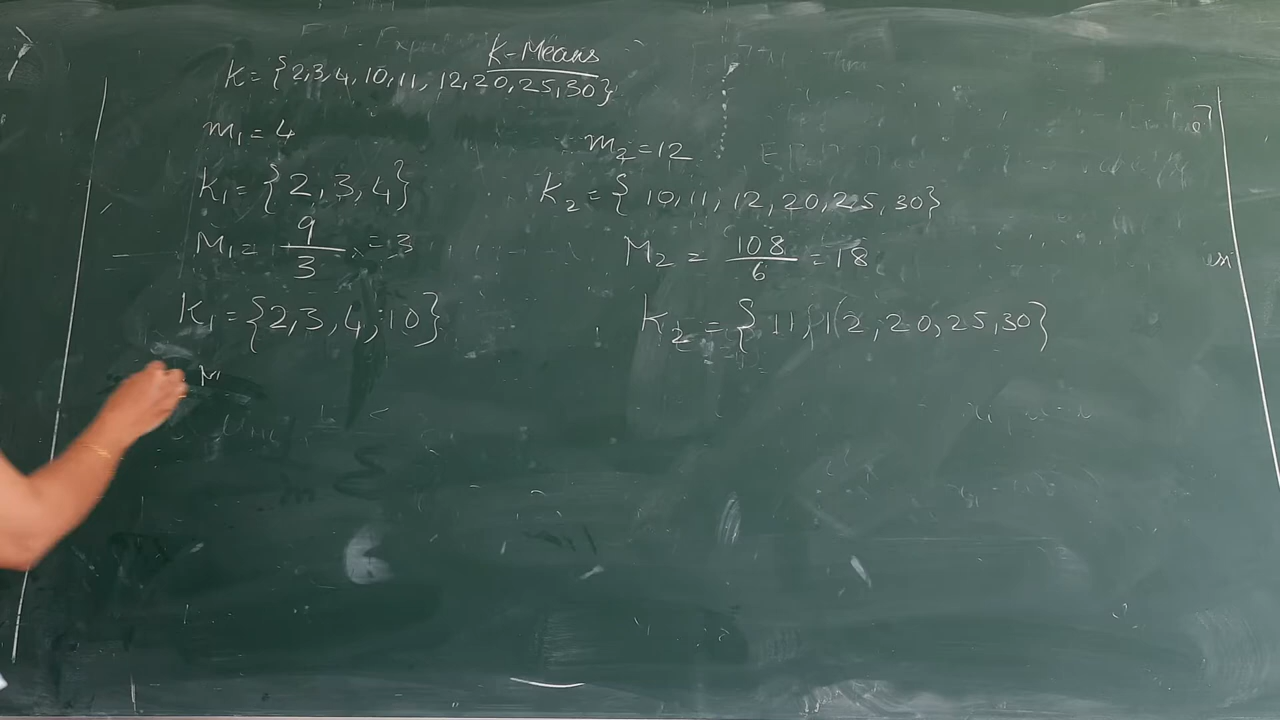 K-Means
K = {2,3,4,10,11, 12,20,25,30}
m₁ = 4
m₂ = 12
K₁ = {2,3,4}
K₂ = { 10,11, 12, 20,25,30}
M₁ = 9/3 = 3
M₂ = 108/6 = 18
K₁ = {2,3,4,10}
K₂ = { 11, 12, 20,25,30}
M